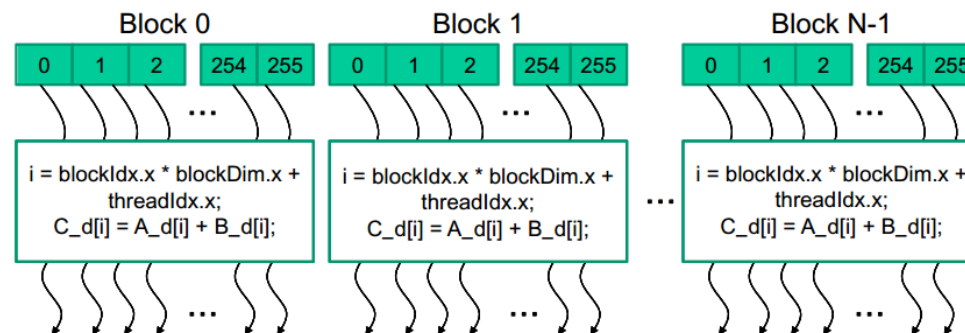 Block 0
0 1 2 254 255
...
i = blockIdx.x * blockDim.x +
threadIdx.x;
C_d[i] = A_d[i] + B_d[i];
...
Block 1
0 1 2 254 255
...
i = blockIdx.x * blockDim.x +
threadIdx.x;
C_d[i] = A_d[i] + B_d[i];
...
...
Block N-1
0 1 2 254 255
...
i = blockIdx.x * blockDim.x +
threadIdx.x;
C_d[i] = A_d[i] + B_d[i];
...